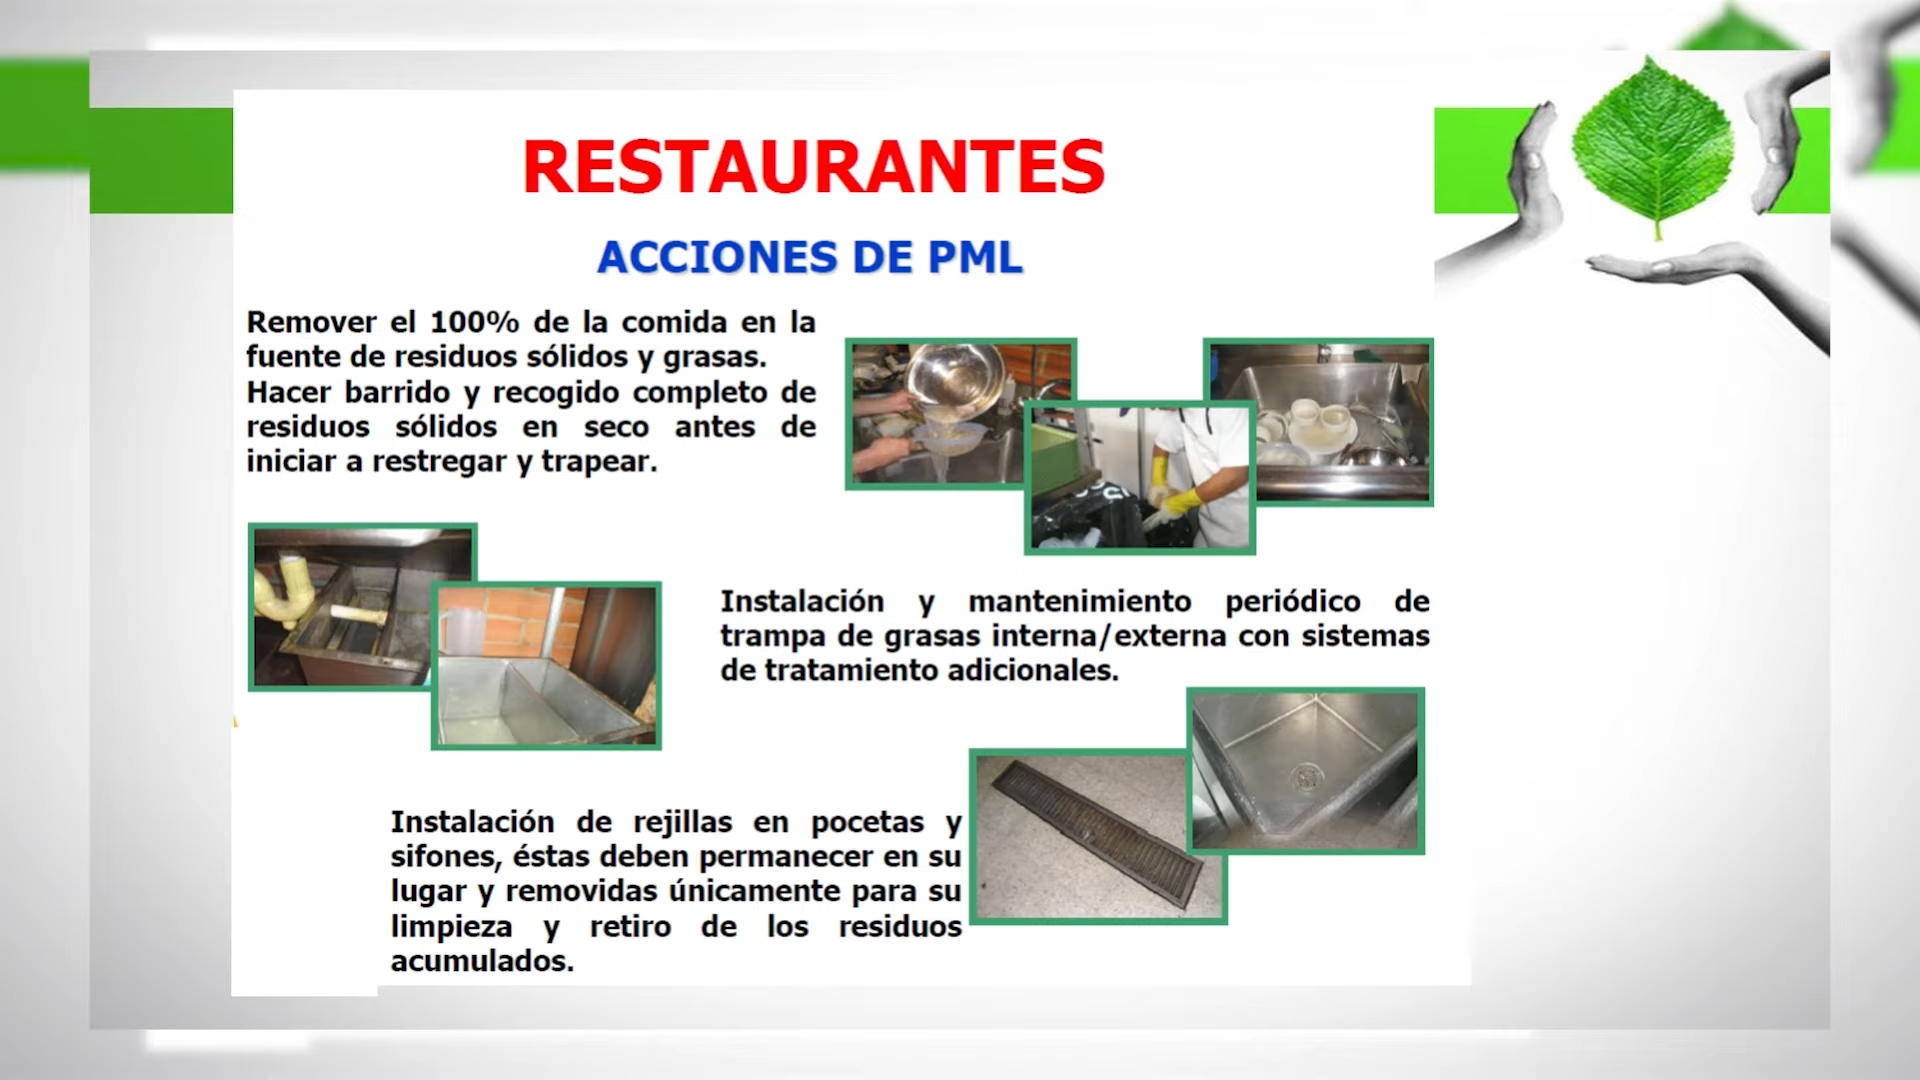 RESTAURANTES
ACCIONES DE PML
Remover el 100% de la comida en la
fuente de residuos sólidos y grasas.
Hacer barrido y recogido completo de
residuos sólidos en seco antes de
iniciar a restregar y trapear.
Instalación y mantenimiento periódico de
trampa de grasas interna/externa con sistemas
de tratamiento adicionales.
Instalación de rejillas en pocetas y
sifones, éstas deben permanecer en su
lugar y removidas únicamente para su
limpieza y retiro de los residuos
acumulados.